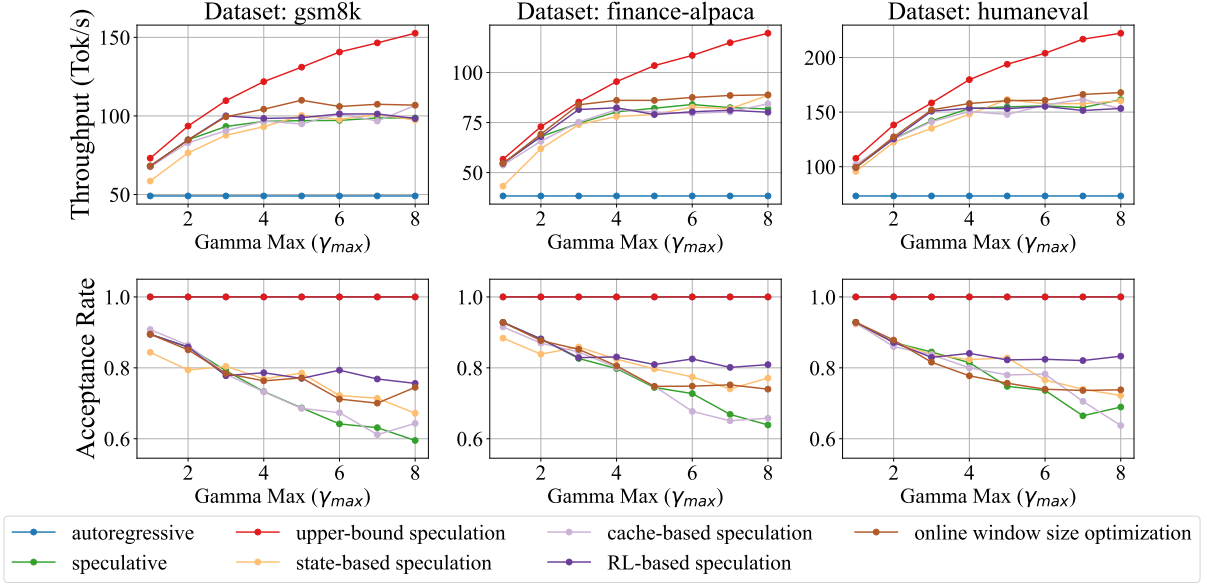 Dataset: gsm8k
Dataset: finance-alpaca
Dataset: humaneval
Throughput (Tok/s)
150
100
50
100
75
50
200
150
100
2 4 6 8
2 4 6 8
2 4 6 8
Gamma Max (γmax)
Gamma Max (γmax)
Gamma Max (γmax)
Acceptance Rate
1.0
0.8
0.6
1.0
0.8
0.6
1.0
0.8
0.6
2 4 6 8
2 4 6 8
2 4 6 8
Gamma Max (γmax)
Gamma Max (γmax)
Gamma Max (γmax)
autoregressive
upper-bound speculation
cache-based speculation
online window size optimization
speculative
state-based speculation
RL-based speculation